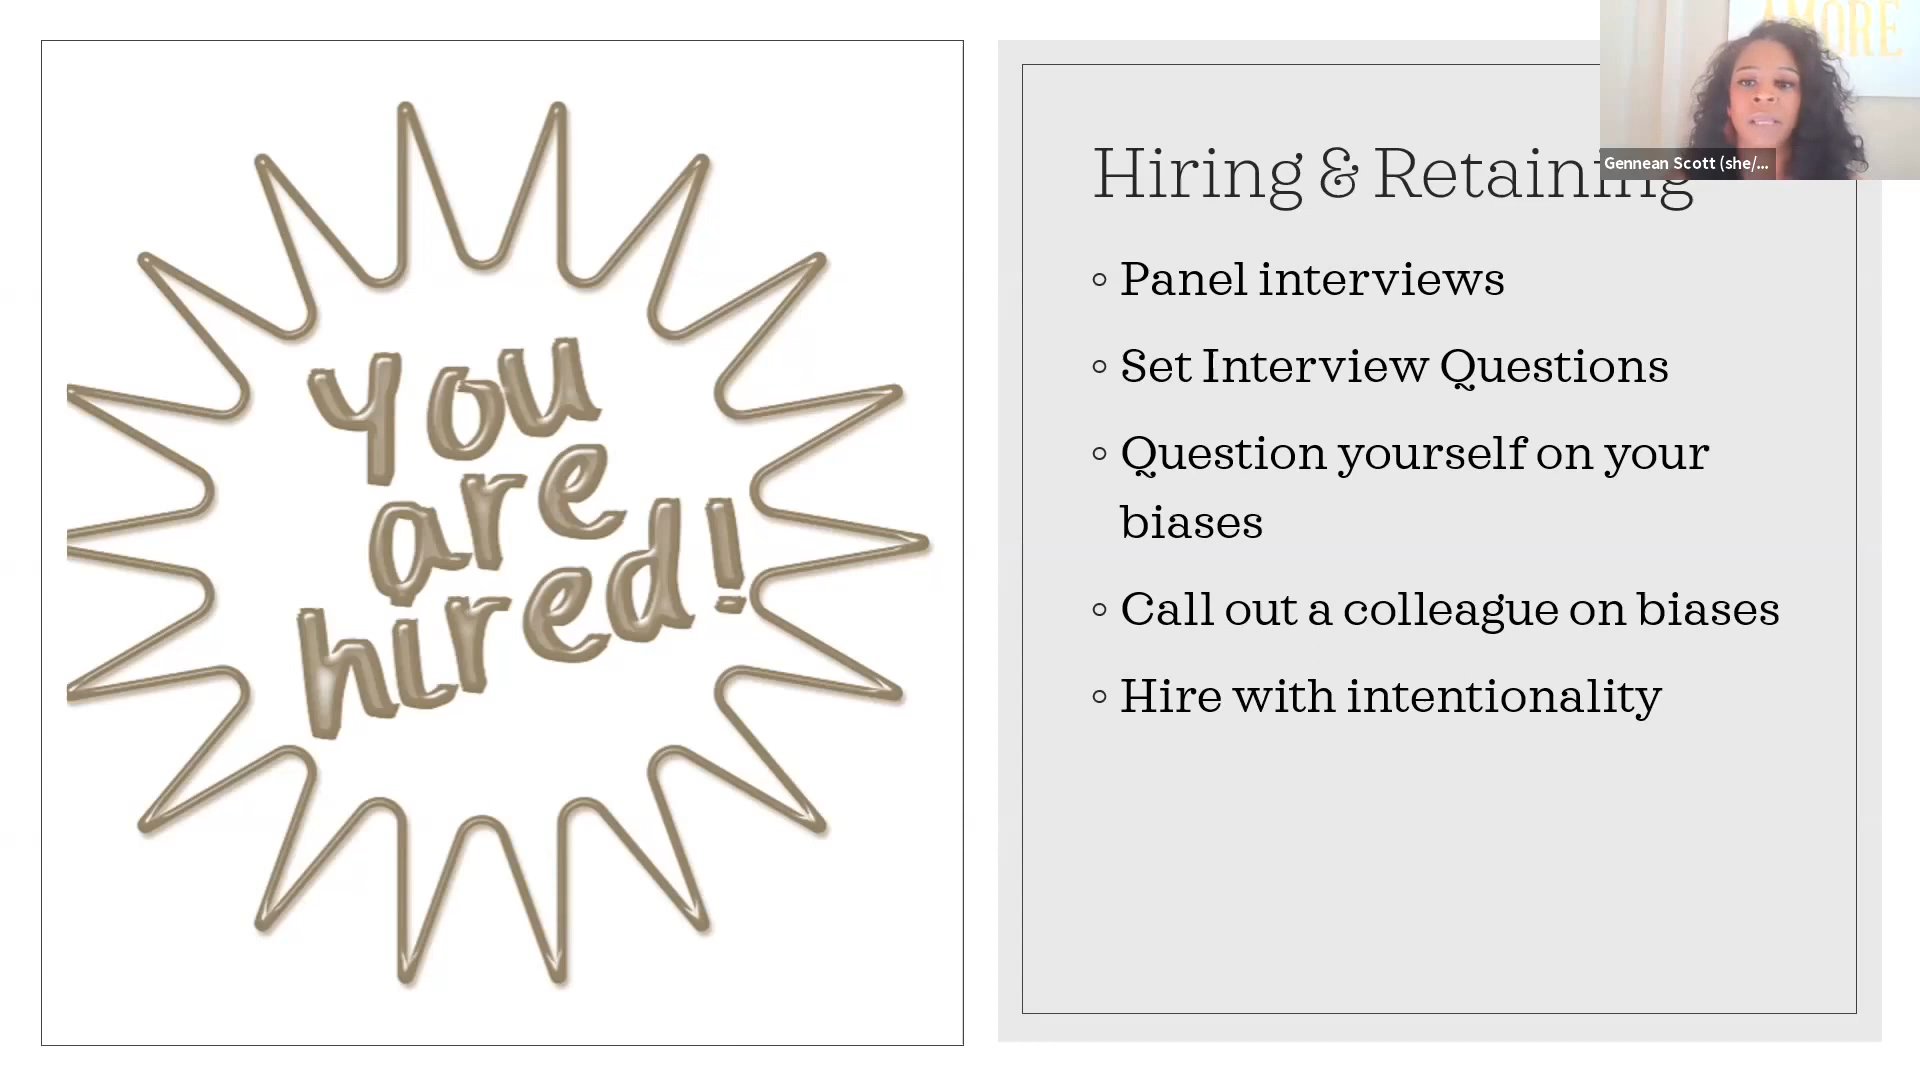 You
are
hired!
Hiring & Retaining
Panel interviews
Set Interview Questions
Question yourself on your
biases
Call out a colleague on biases
Hire with intentionality
AMORE
Gennean Scott (she/...